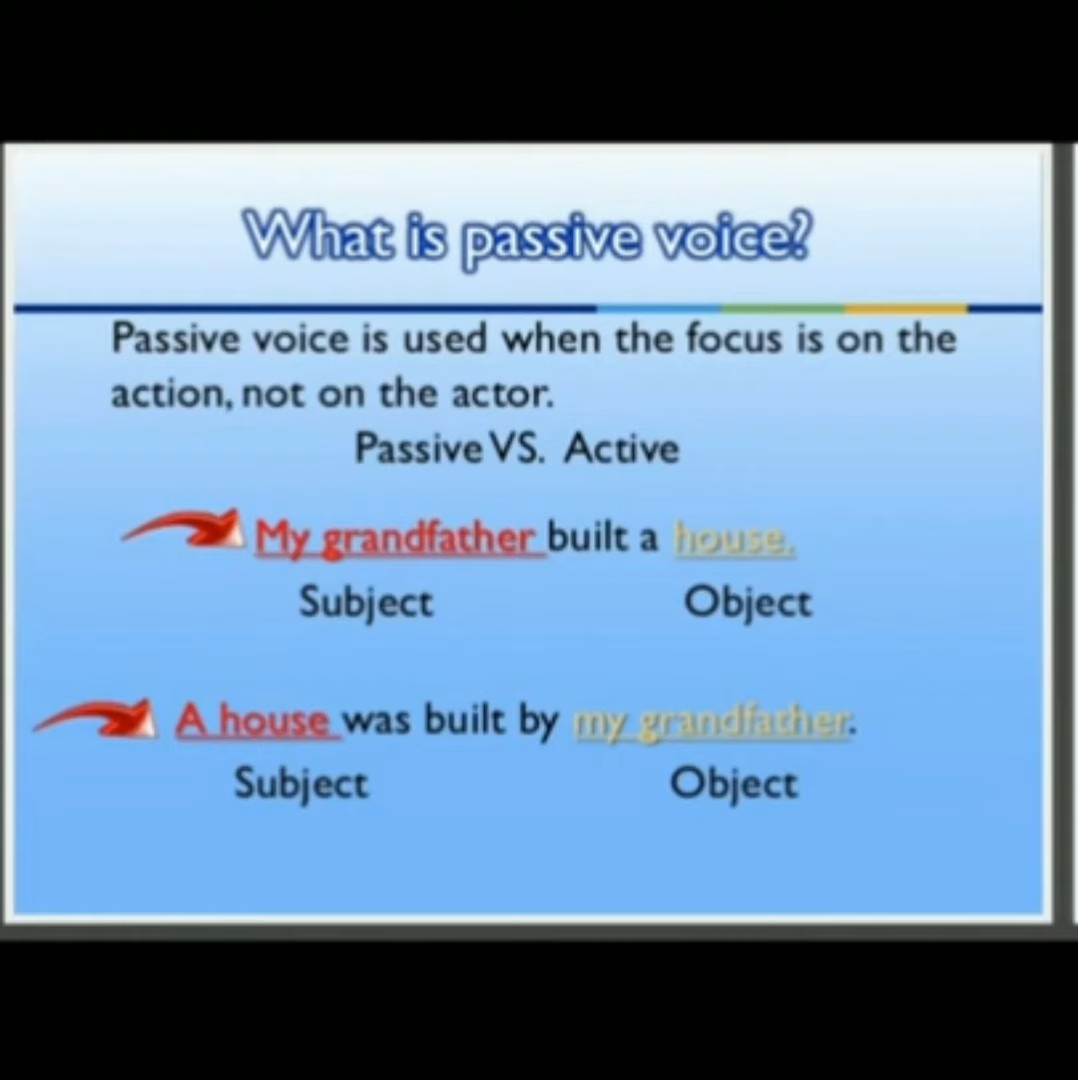 What is passive voice?
Passive voice is used when the focus is on the
action, not on the actor.
Passive VS. Active
My grandfather built a house.
Subject Object
A house was built by my grandfather.
Subject Object